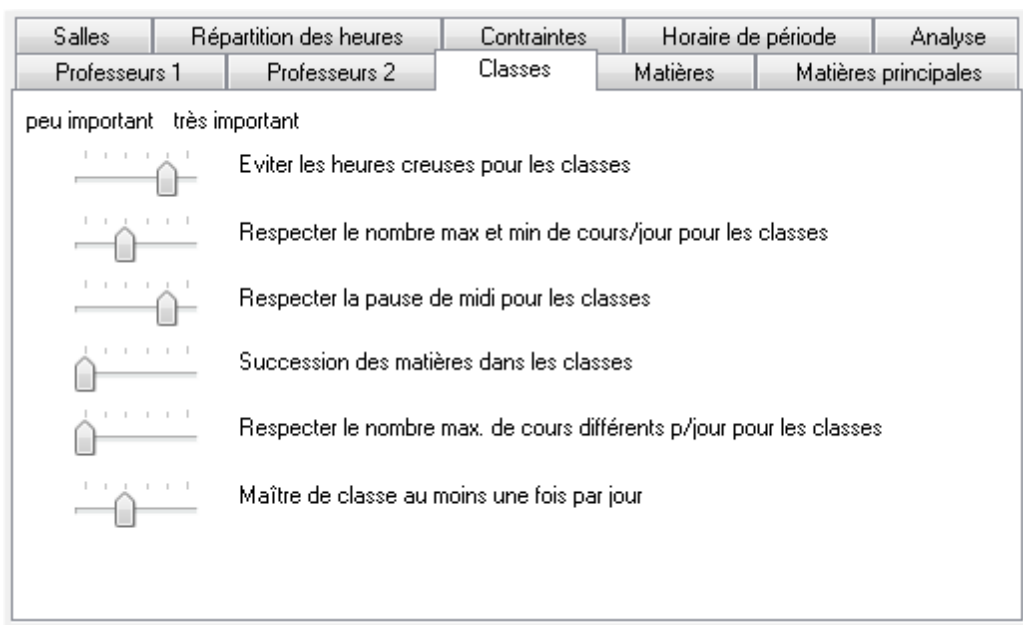 Salles Répartition des heures Contraintes Horaire de période Analyse
Professeurs 1 Professeurs 2 Classes Matières Matières principales
peu important très important
Eviter les heures creuses pour les classes
Respecter le nombre max et min de cours/jour pour les classes
Respecter la pause de midi pour les classes
Succession des matières dans les classes
Respecter le nombre max. de cours différents p/jour pour les classes
Maître de classe au moins une fois par jour